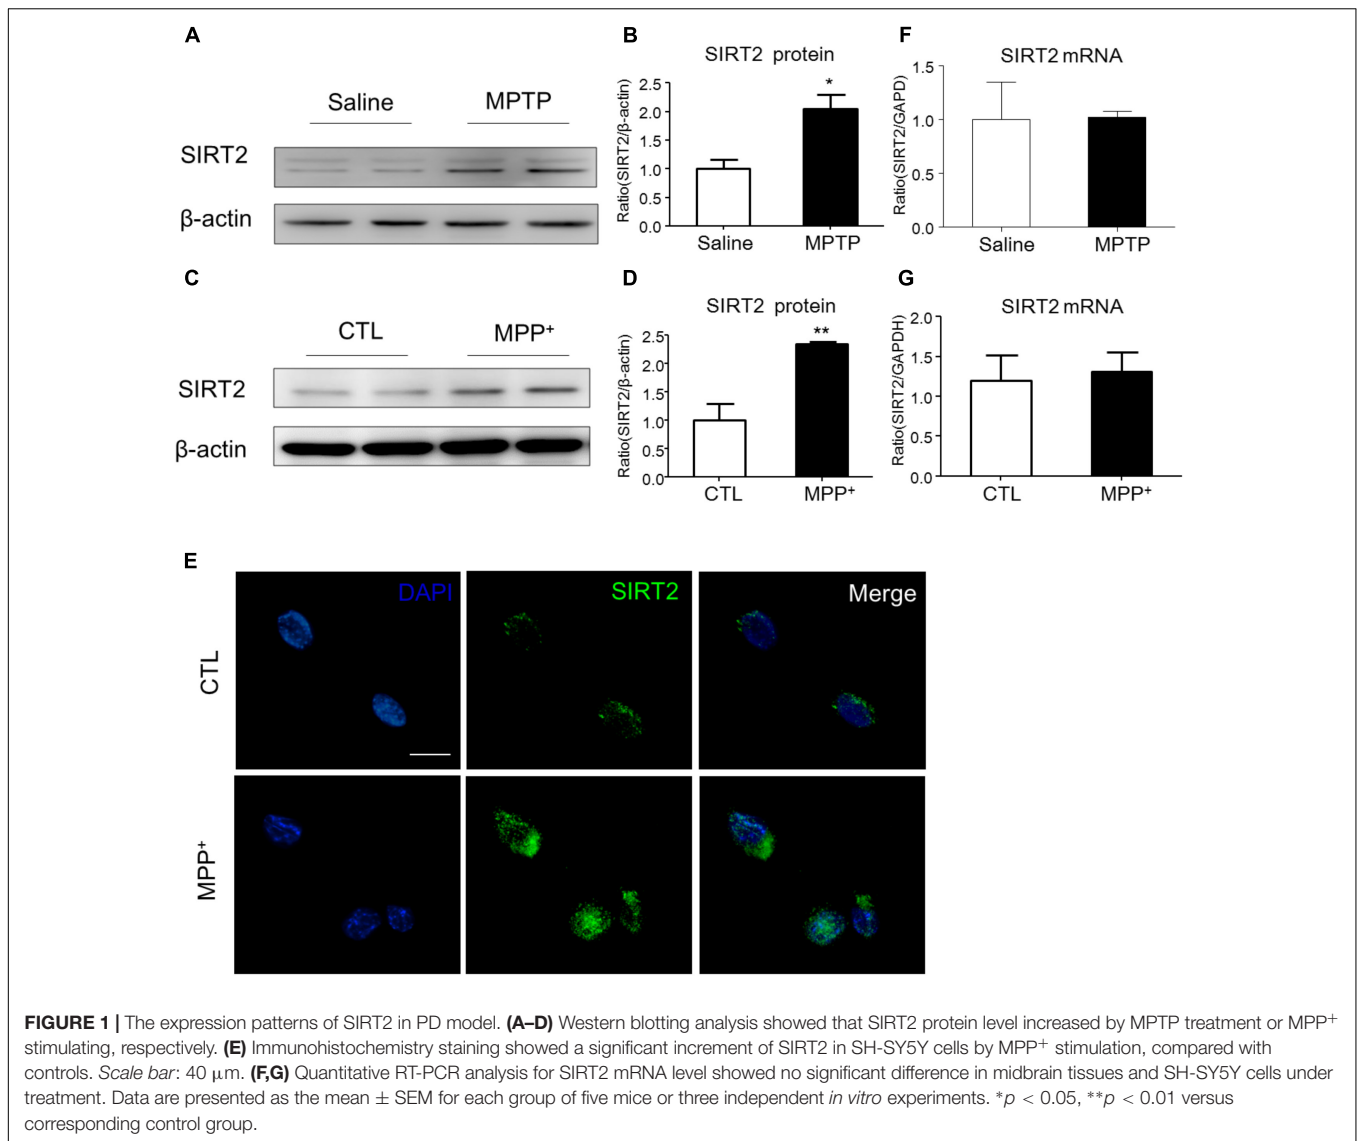 A
Saline MPTP
SIRT2
β-actin
B
SIRT2 protein
Ratio(SIRT2/β-actin)
2.5
2.0
1.5
1.0
0.5
0.0
*
Saline MPTP
F
SIRT2 mRNA
Ratio(SIRT2/GAPD)
1.5
1.0
0.5
0.0
Saline MPTP
C
CTL MPP⁺
SIRT2
β-actin
D
SIRT2 protein
Ratio(SIRT2/β-actin)
2.5
2.0
1.5
1.0
0.5
0.0
**
CTL MPP⁺
G
SIRT2 mRNA
Ratio(SIRT2/GAPDH)
2.0
1.5
1.0
0.5
0.0
CTL MPP⁺
E
DAPI SIRT2 Merge
CTL
MPP⁺
FIGURE 1 | The expression patterns of SIRT2 in PD model. (A–D) Western blotting analysis showed that SIRT2 protein level increased by MPTP treatment or MPP⁺
stimulating, respectively. (E) Immunohistochemistry staining showed a significant increment of SIRT2 in SH-SY5Y cells by MPP⁺ stimulation, compared with
controls. Scale bar: 40 μm. (F,G) Quantitative RT-PCR analysis for SIRT2 mRNA level showed no significant difference in midbrain tissues and SH-SY5Y cells under
treatment. Data are presented as the mean ± SEM for each group of five mice or three independent in vitro experiments. *p < 0.05, **p < 0.01 versus
corresponding control group.